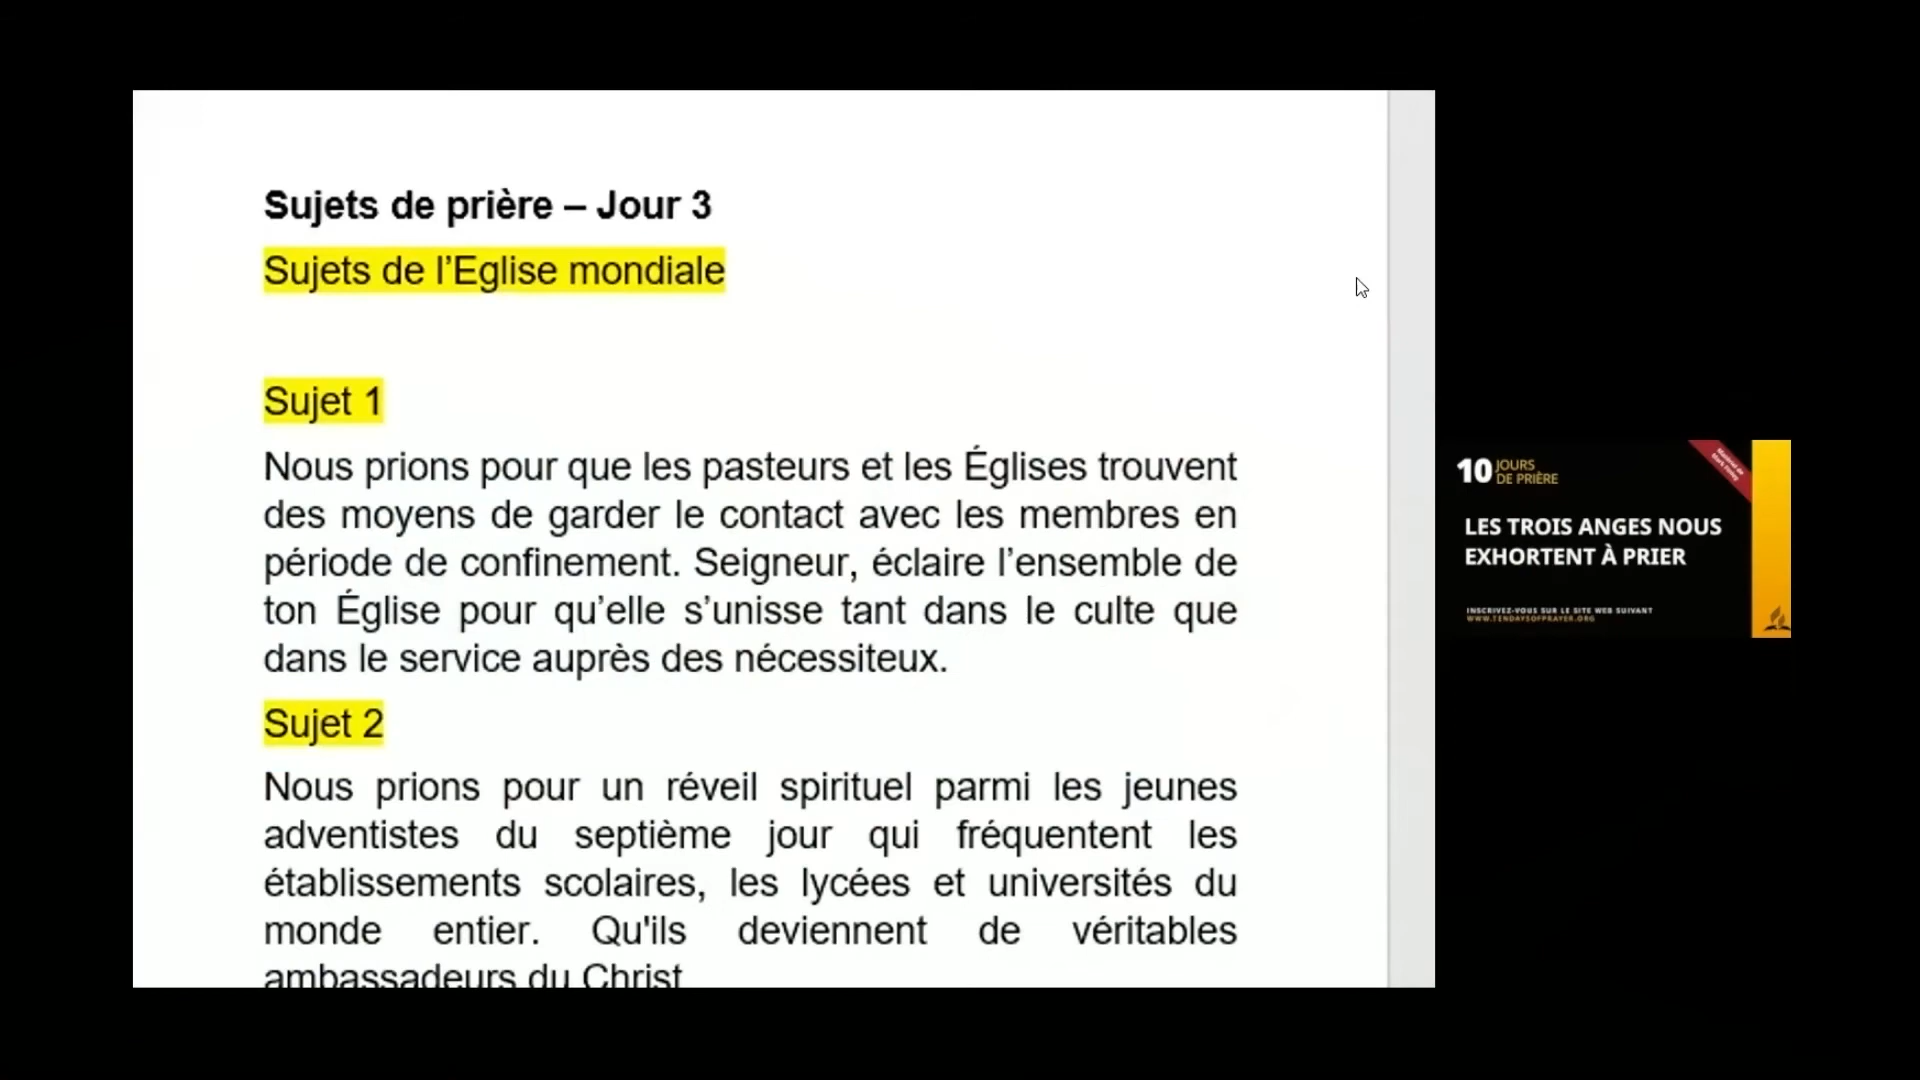 Sujets de prière – Jour 3
Sujets de l’Eglise mondiale
Sujet 1
Nous prions pour que les pasteurs et les Églises trouvent
des moyens de garder le contact avec les membres en
période de confinement. Seigneur, éclaire l’ensemble de
ton Église pour qu’elle s’unisse tant dans le culte que
dans le service auprès des nécessiteux.
Sujet 2
Nous prions pour un réveil spirituel parmi les jeunes
adventistes du septième jour qui fréquentent les
établissements scolaires, les lycées et universités du
monde entier. Qu'ils deviennent de véritables
ambassadeurs du Christ
10 JOURS
DE PRIÈRE
LES TROIS ANGES NOUS
EXHORTENT À PRIER
INSCRIVEZ-VOUS SUR LE SITE WEB SUIVANT
WWW.TENDAYSOFPRAYER.ORG